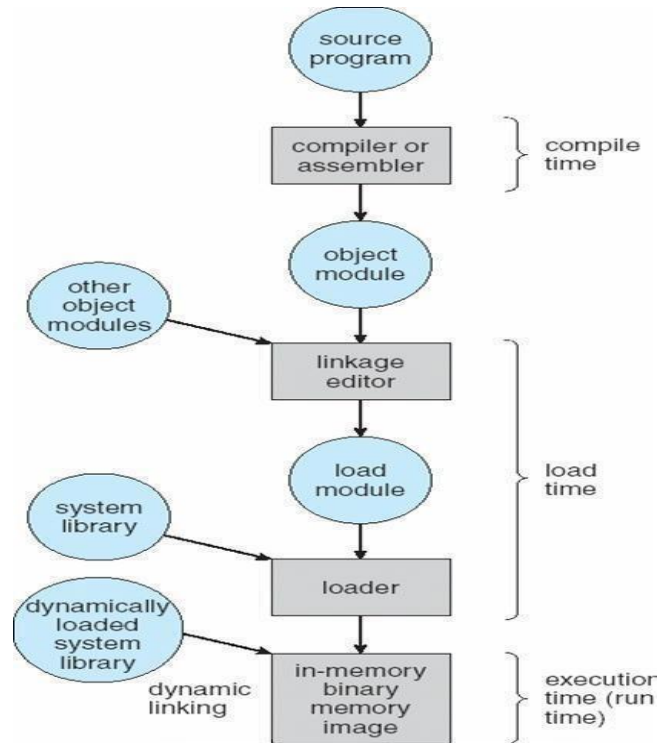 source
program
compiler or
assembler
compile
time
object
module
other
object
modules
linkage
editor
load
module
load
time
system
library
loader
dynamically
loaded
system
library
dynamic
linking
in-memory
binary
memory
image
execution
time (run
time)